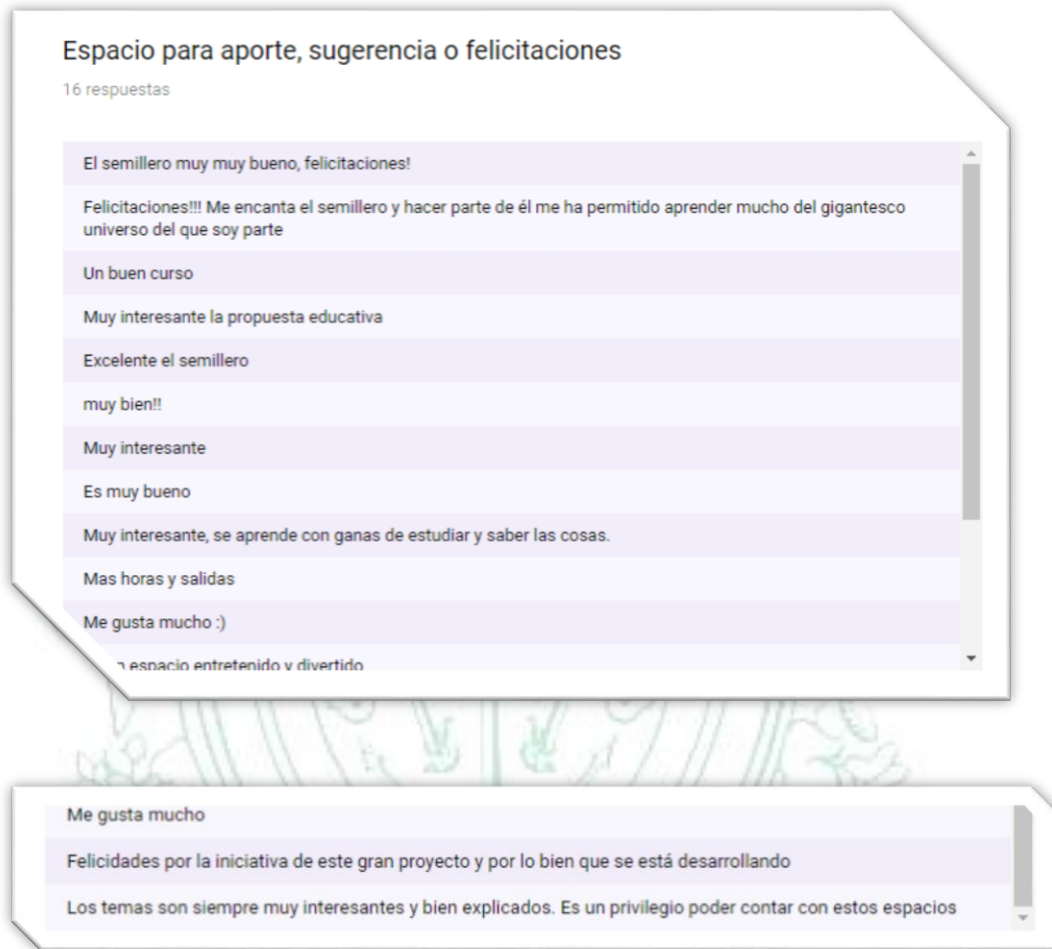 Espacio para aporte, sugerencia o felicitaciones
16 respuestas
El semillero muy muy bueno, felicitaciones!
Felicitaciones!!! Me encanta el semillero y hacer parte de él me ha permitido aprender mucho del gigantesco
universo del que soy parte
Un buen curso
Muy interesante la propuesta educativa
Excelente el semillero
muy bien!!
Muy interesante
Es muy bueno
Muy interesante, se aprende con ganas de estudiar y saber las cosas.
Mas horas y salidas
Me gusta mucho :)
espacio entretenido y divertido
Me gusta mucho
Felicidades por la iniciativa de este gran proyecto y por lo bien que se está desarrollando
Los temas son siempre muy interesantes y bien explicados. Es un privilegio poder contar con estos espacios